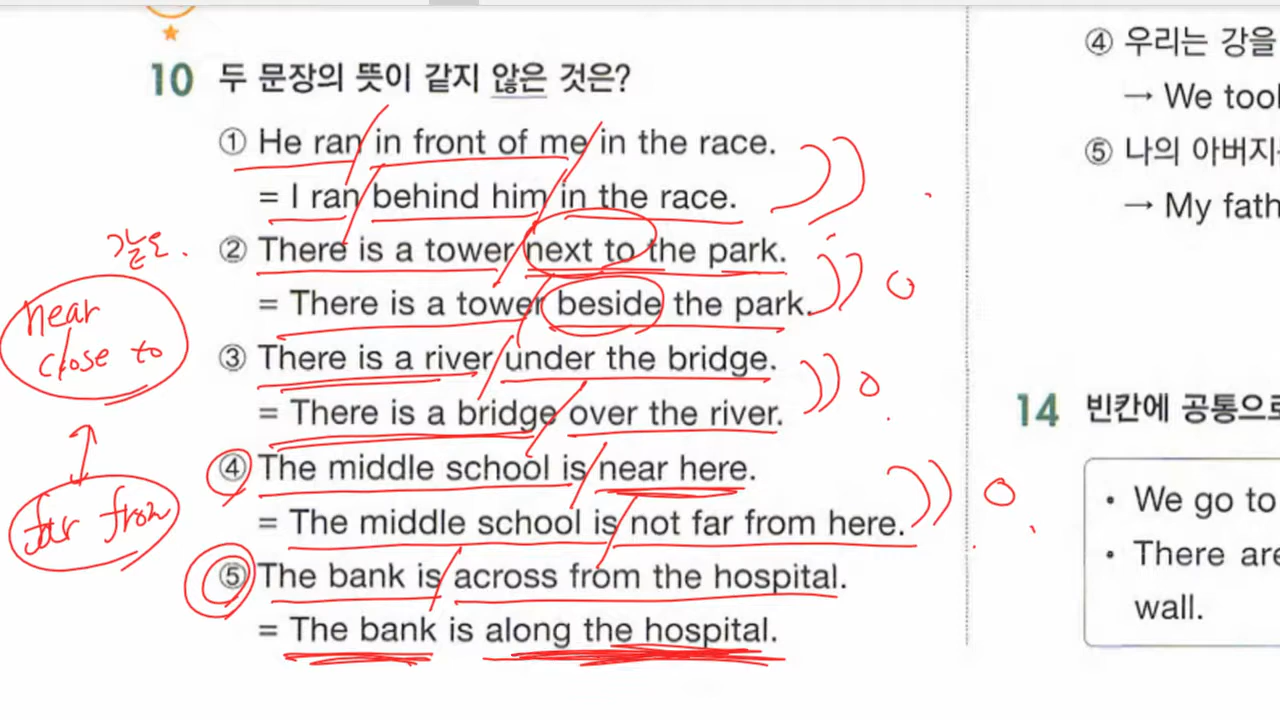 10 두 문장의 뜻이 같지 않은 것은?
① He ran in front of me in the race.
= I ran behind him in the race.
② There is a tower next to the park.
= There is a tower beside the park.
③ There is a river under the bridge.
= There is a bridge over the river.
④ The middle school is near here.
= The middle school is not far from here.
⑤ The bank is across from the hospital.
= The bank is along the hospital.
near
close to
far from
④ 우리는 강을
→ We took
⑤ 나의 아버지
→ My fath
14 빈칸에 공통으로
• We go to
• There are
wall.